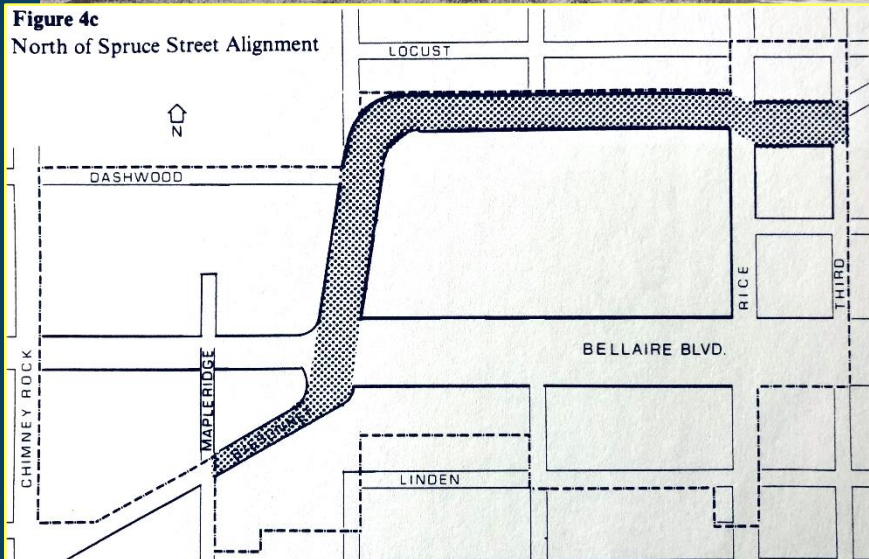 Figure 4c
North of Spruce Street Alignment
LOCUST
N
DASHWOOD
RICE
THIRD
BELLAIRE BLVD.
CHIMNEY ROCK
MAPLERIDGE
LINDEN